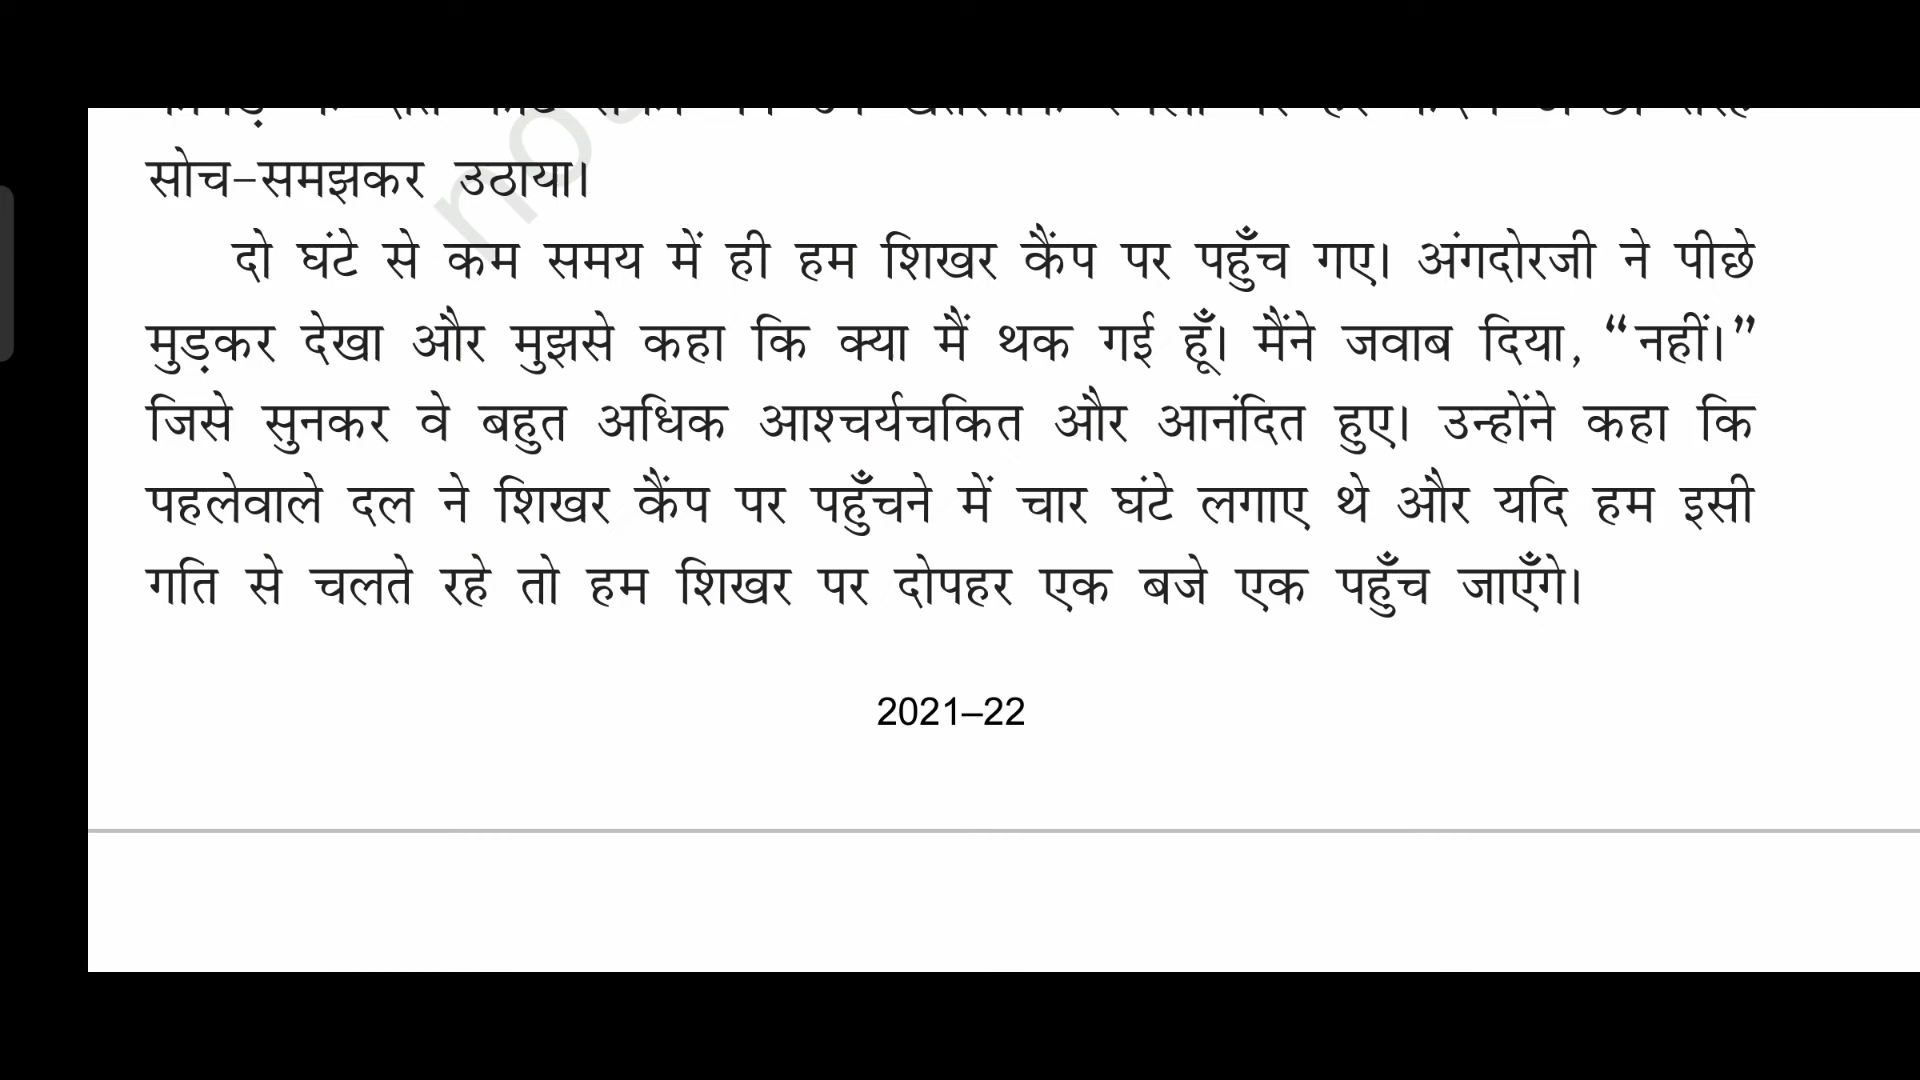 सोच-समझकर उठाया।
दो घंटे से कम समय में ही हम शिखर कैंप पर पहुँच गए। अंगदोरजी ने पीछे
मुड़कर देखा और मुझसे कहा कि क्या मैं थक गई हूँ। मैंने जवाब दिया, “नहीं।”
जिसे सुनकर वे बहुत अधिक आश्चर्यचकित और आनंदित हुए। उन्होंने कहा कि
पहलेवाले दल ने शिखर कैंप पर पहुँचने में चार घंटे लगाए थे और यदि हम इसी
गति से चलते रहे तो हम शिखर पर दोपहर एक बजे एक पहुँच जाएँगे।
2021–22